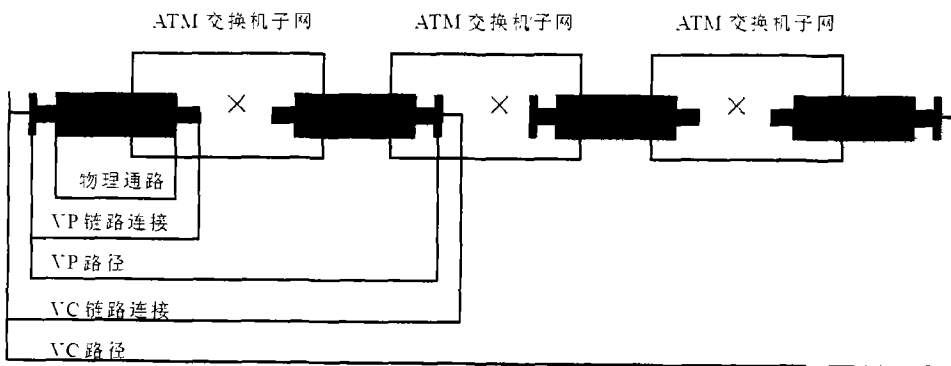 ATM 交换机子网
ATM 交换机子网
ATM 交换机子网
物理通路
VP 链路连接
VP 路径
VC 链路连接
VC 路径